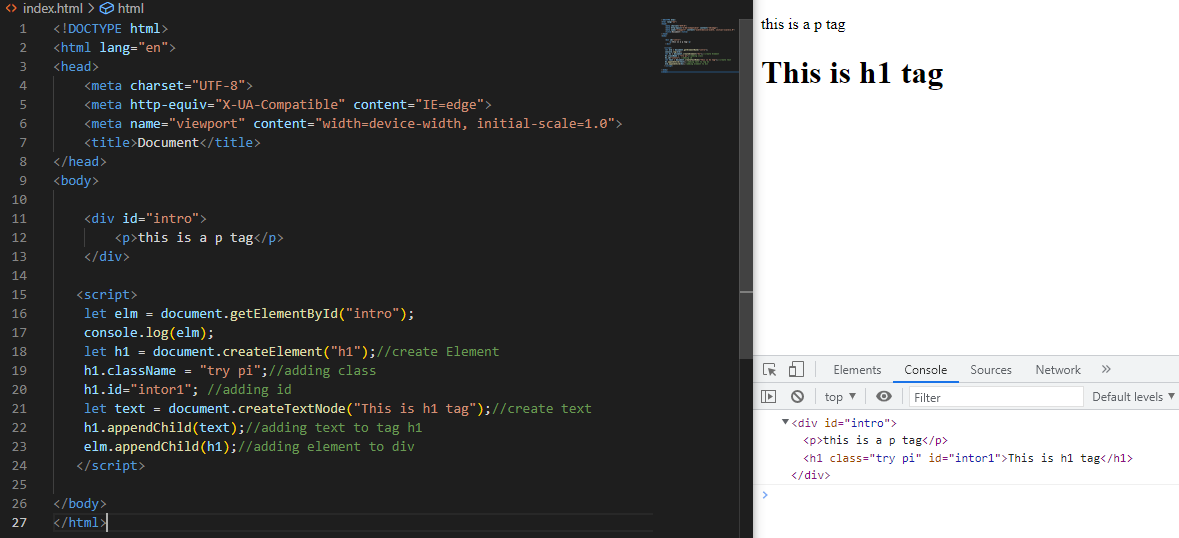 index.html > html
1 <!DOCTYPE html>
2 <html lang="en">
3 <head>
4 <meta charset="UTF-8">
5 <meta http-equiv="X-UA-Compatible" content="IE=edge">
6 <meta name="viewport" content="width=device-width, initial-scale=1.0">
7 <title>Document</title>
8 </head>
9 <body>
10
11 <div id="intro">
12 <p>this is a p tag</p>
13 </div>
14
15 <script>
16 let elm = document.getElementById("intro");
17 console.log(elm);
18 let h1 = document.createElement("h1");//create Element
19 h1.className = "try pi";//adding class
20 h1.id="intor1"; //adding id
21 let text = document.createTextNode("This is h1 tag");//create text
22 h1.appendChild(text);//adding text to tag h1
23 elm.appendChild(h1);//adding element to div
24 </script>
25
26 </body>
27 </html>
this is a p tag
This is h1 tag
Elements Console Sources Network »
top ▼ Filter Default levels ▼
▼<div id="intro">
<p>this is a p tag</p>
<h1 class="try pi" id="intor1">This is h1 tag</h1>
</div>
>